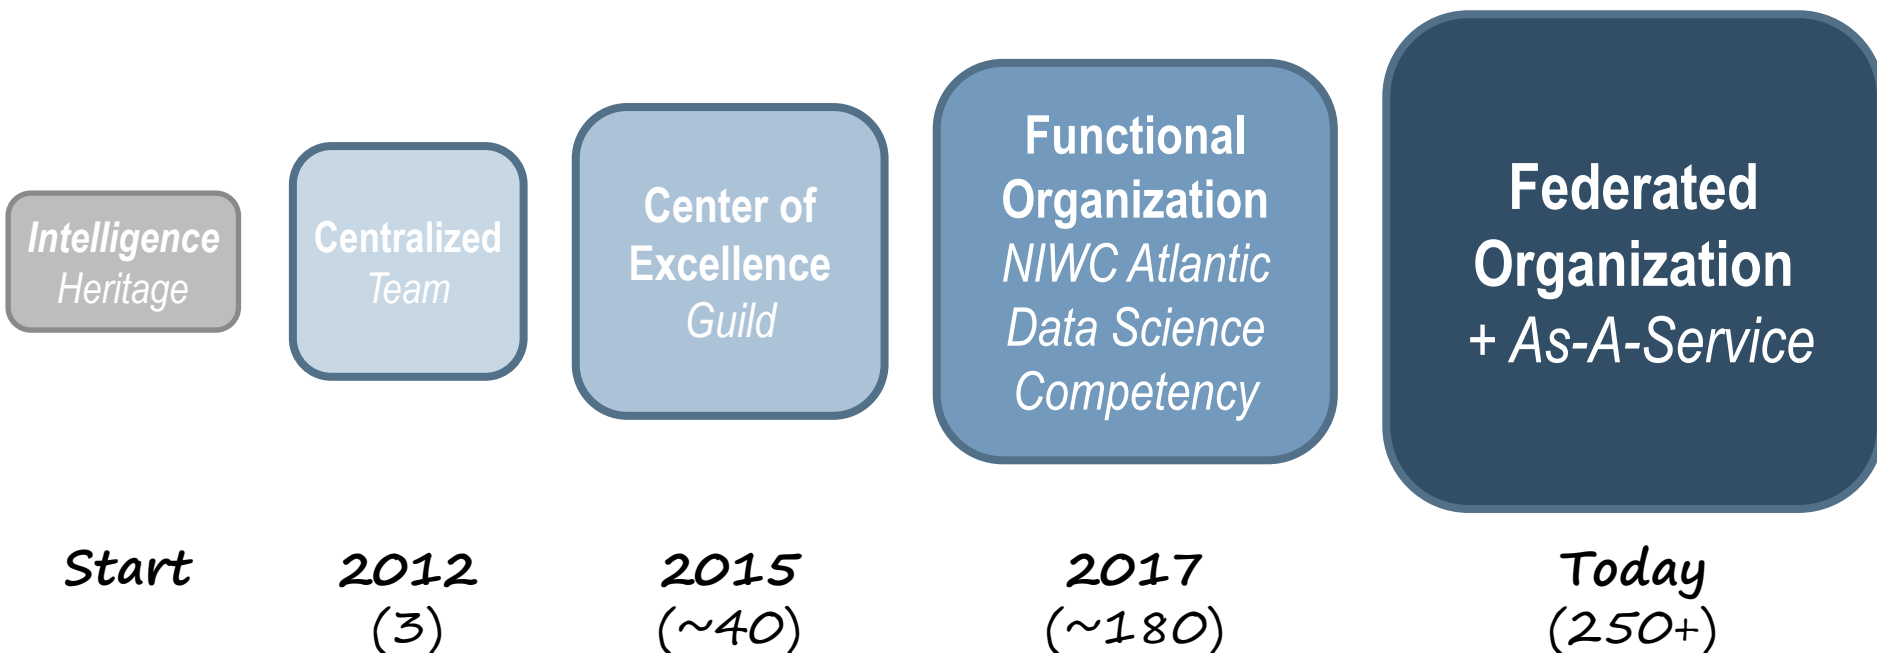 Intelligence
Heritage
Centralized
Team
Center of
Excellence
Guild
Functional
Organization
NIWC Atlantic
Data Science
Competency
Federated
Organization
+ As-A-Service
Start
2012
(3)
2015
(~40)
2017
(~180)
Today
(250+)